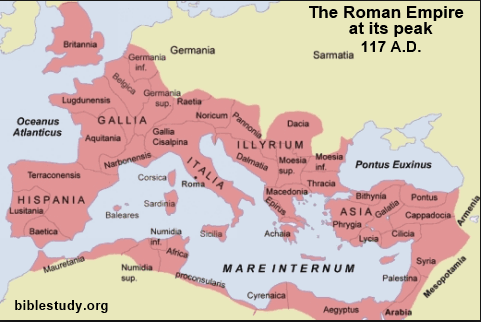 The Roman Empire
at its peak
117 A.D.
Britannia
Germania
Sarmatia
Germania
inf.
Belgica
Germania
sup.
Lugdunensis
Raetia
Noricum
Pannonia
Dacia
Oceanus
Atlanticus
GALLIA
Aquitania
Gallia
Cisalpina
ILLYRIUM
Dalmatia
Moesia
sup.
Moesia
inf.
Pontus Euxinus
Narbonensis
ITALIA
Terraconensis
Corsica
Roma
Macedonia
Thracia
Bithynia
Pontus
Armenia
HISPANIA
Lusitania
Baleares
Sardinia
Epirus
ASIA
Galatia
Cappadocia
Phrygia
Baetica
Sicilia
Achaia
Lycia
Cilicia
Numidia
inf.
Africa
Mauretania
Numidia
sup.
proconsularis
MARE INTERNUM
Syria
Mesopotamia
Palestina
Cyrenaica
Aegyptus
Arabia
biblestudy.org